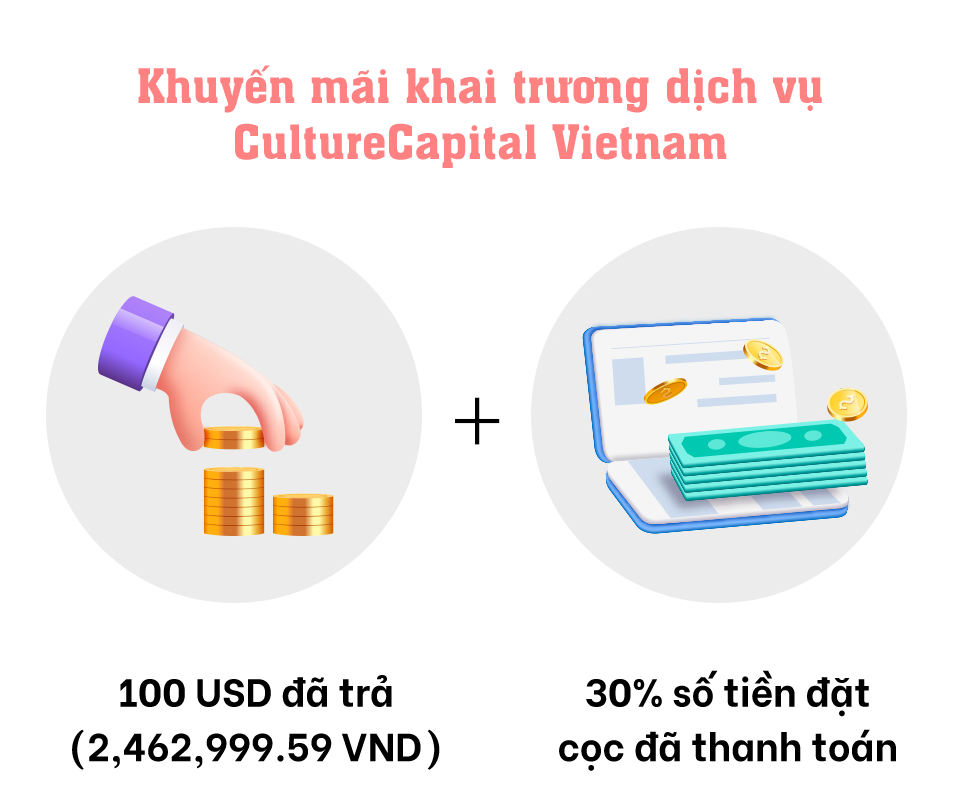 Khuyến mãi khai trương dịch vụ
CultureCapital Vietnam
100 USD đã trả
(2,462,999.59 VND)
30% số tiền đặt
cọc đã thanh toán